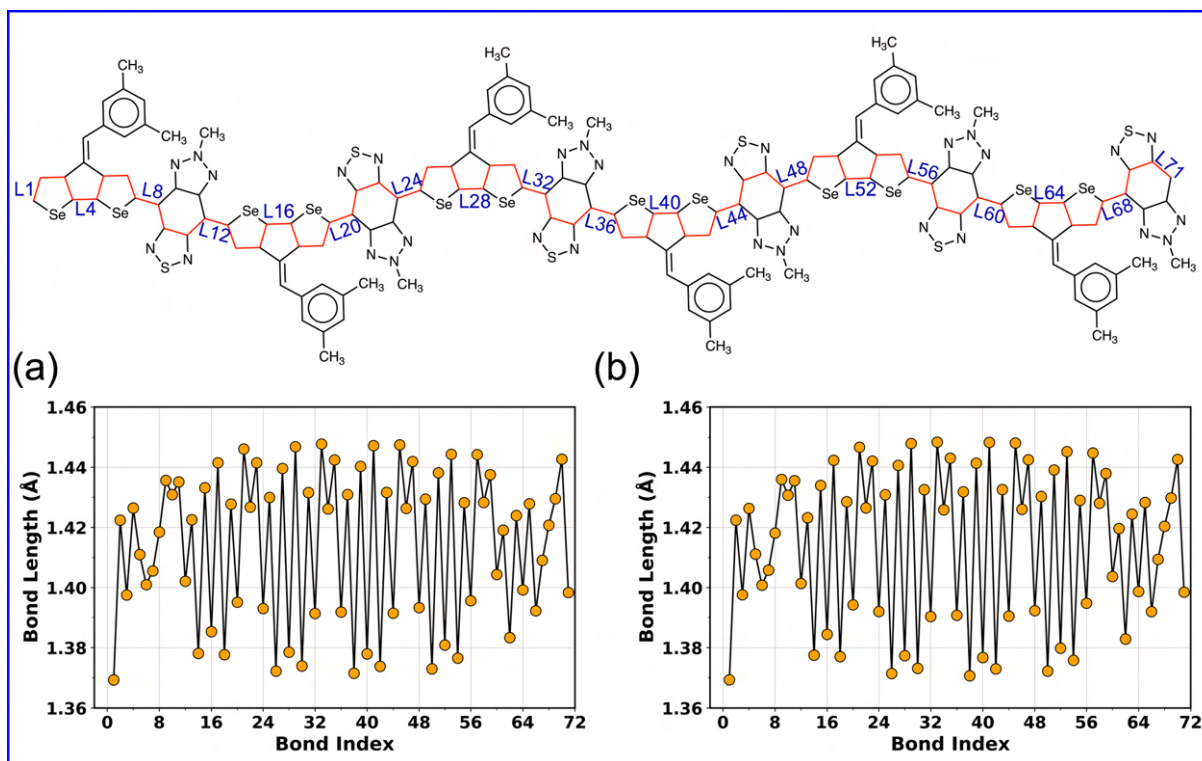 CH₃
CH₃
L1
Se
L4
Se
L8
CH₃
N
N
N
N
N
S
L12
Se
L16
Se
CH₃
CH₃
L20
S
N
N
N
N
N
CH₃
L24
H₃C
CH₃
CH₃
Se
L28
Se
L32
CH₃
N
N
N
N
N
S
L36
Se
L40
Se
CH₃
CH₃
L44
S
N
N
N
N
N
CH₃
L48
H₃C
CH₃
CH₃
Se
L52
Se
L56
CH₃
N
N
N
N
N
S
L60
Se
L64
Se
CH₃
CH₃
L68
S
N
N
L71
N
N
N
CH₃
(a)
Bond Length (Å)
1.46
1.44
1.42
1.40
1.38
1.36
0 8 16 24 32 40 48 56 64 72
Bond Index
(b)
Bond Length (Å)
1.46
1.44
1.42
1.40
1.38
1.36
0 8 16 24 32 40 48 56 64 72
Bond Index